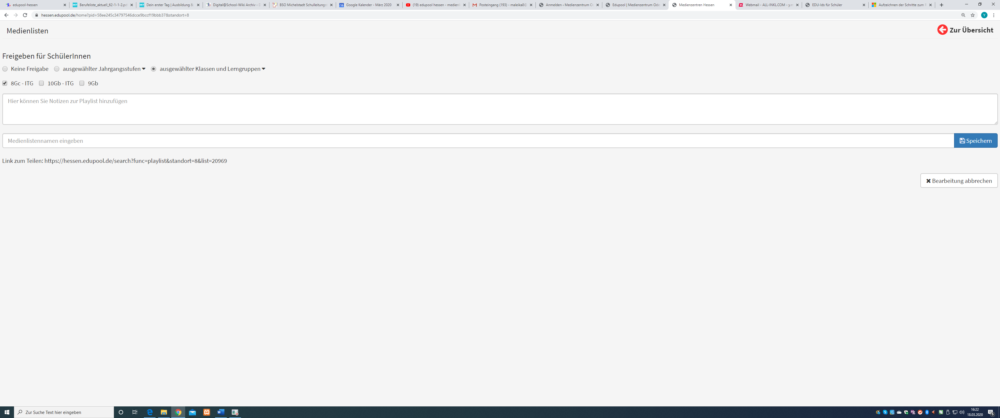 edupool-hessen
Berufeliste_aktuell_62-1-1-2.pd
Dein erster Tag | Ausbildung &
Digital@School-Wiki Archiv - D
BSO Michelstadt Schulleitungs
Google Kalender - März 2020
(19) edupool hessen - medien
Posteingang (193) - maleika8@
Anmelden ‹ Medienzentrum O
Edupool | Medienzentrum Ode
Medienzentren Hessen
Webmail - ALL-INKL.COM - y.m
EDU-Ids für Schüler
Aufzeichnen der Schritte zum
hessen.edupool.de/home?pid=58ee245c34797546dcce9bccf19bbb37&standort=8
Y
Medienlisten
Zur Übersicht
Freigeben für SchülerInnen
Keine Freigabe ausgewählter Jahrgangsstufen ausgewählter Klassen und Lerngruppen
8Gc - ITG 10Gb - ITG 9Gb
Hier können Sie Notizen zur Playlist hinzufügen
Medienlistennamen eingeben
Speichern
Link zum Teilen: https://hessen.edupool.de/search?func=playlist&standort=8&list=20969
Bearbeitung abbrechen
Zur Suche Text hier eingeben
16:22
18.03.2020
6